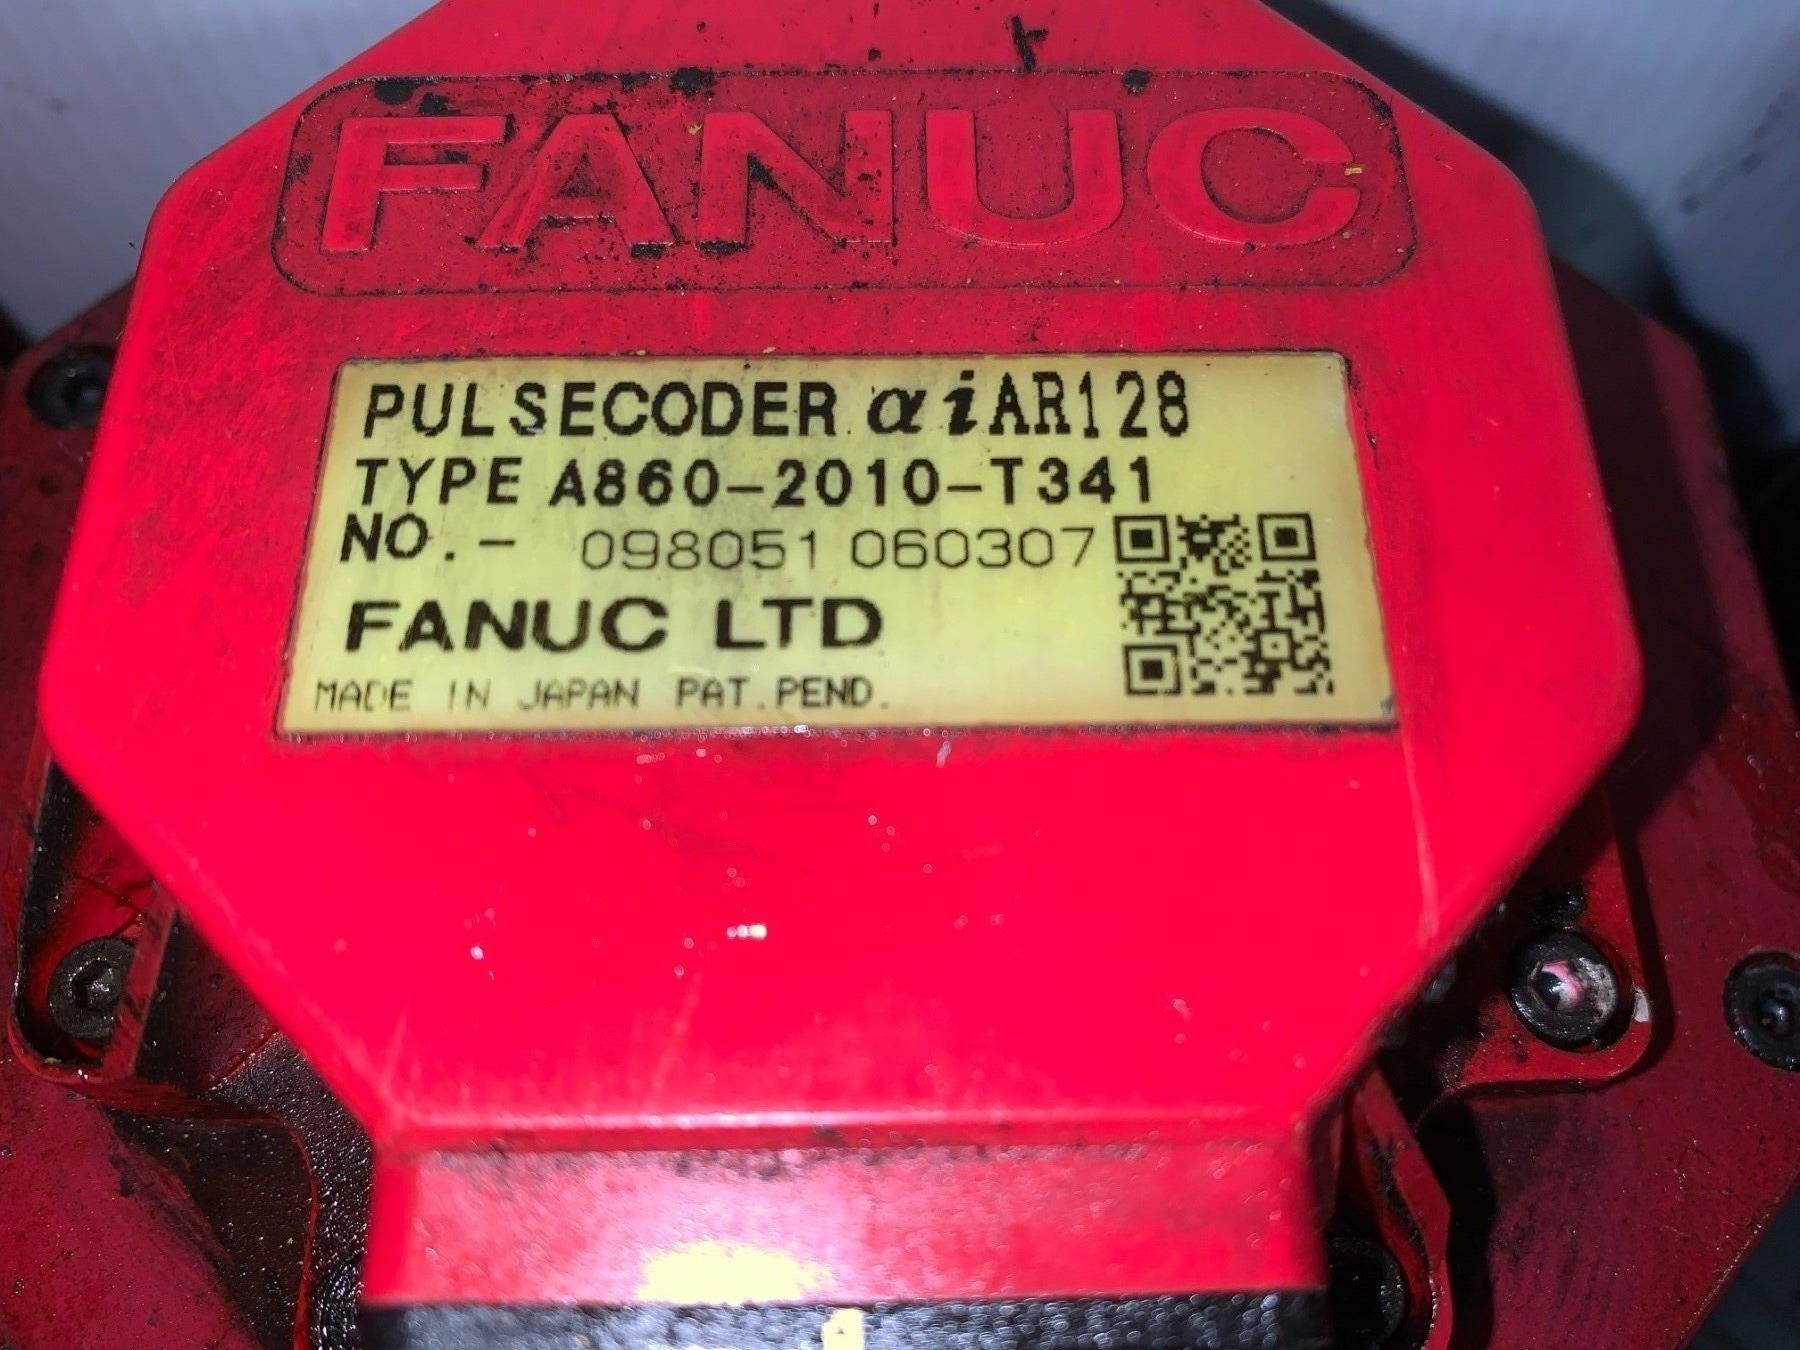 FANUC
PULSECODER αiAR128
TYPE A860-2010-T341
NO.- 098051 060307
FANUC LTD
MADE IN JAPAN PAT.PEND.